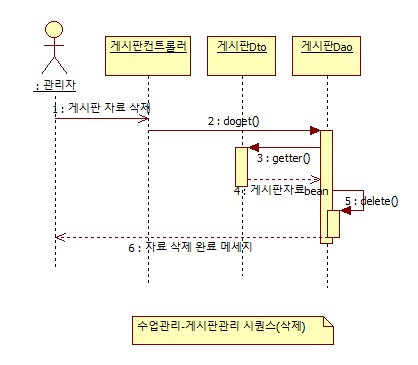 게시판컨트롤러
게시판Dto
게시판Dao
: 관리자
1 : 게시판 자료 삭제
2 : doget()
3 : getter()
4 : 게시판자료bean
5 : delete()
6 : 자료 삭제 완료 메세지
수업관리-게시판관리 시퀀스(삭제)